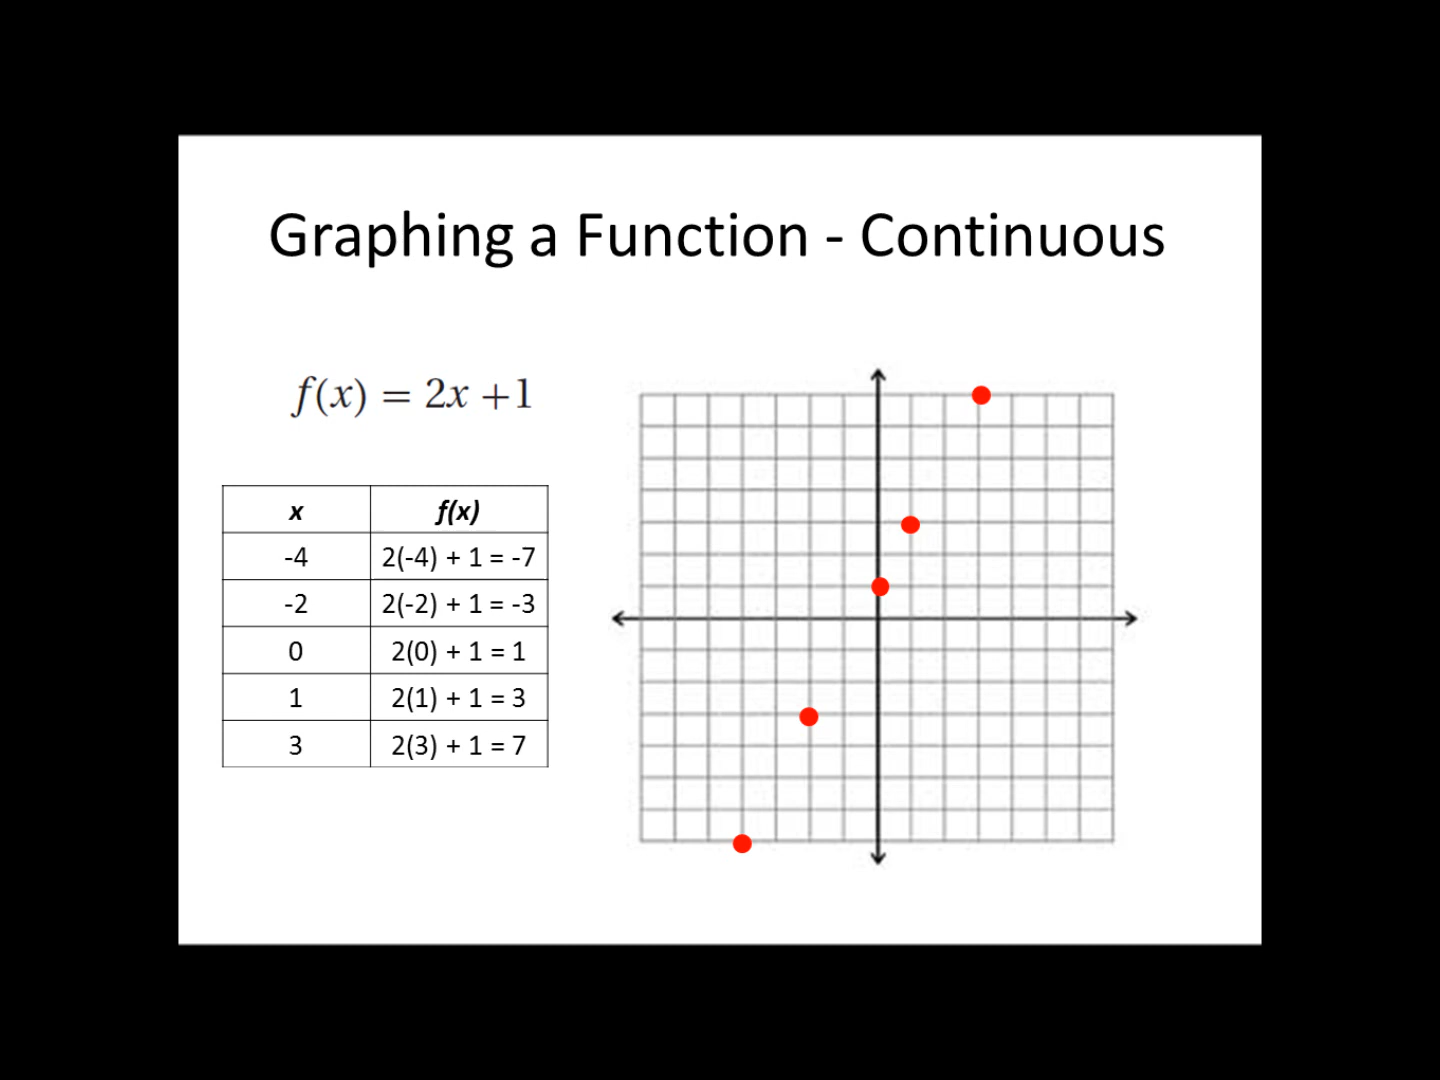 Graphing a Function - Continuous
f(x) = 2x +1
x f(x)
-4 2(-4) + 1 = -7
-2 2(-2) + 1 = -3
0 2(0) + 1 = 1
1 2(1) + 1 = 3
3 2(3) + 1 = 7